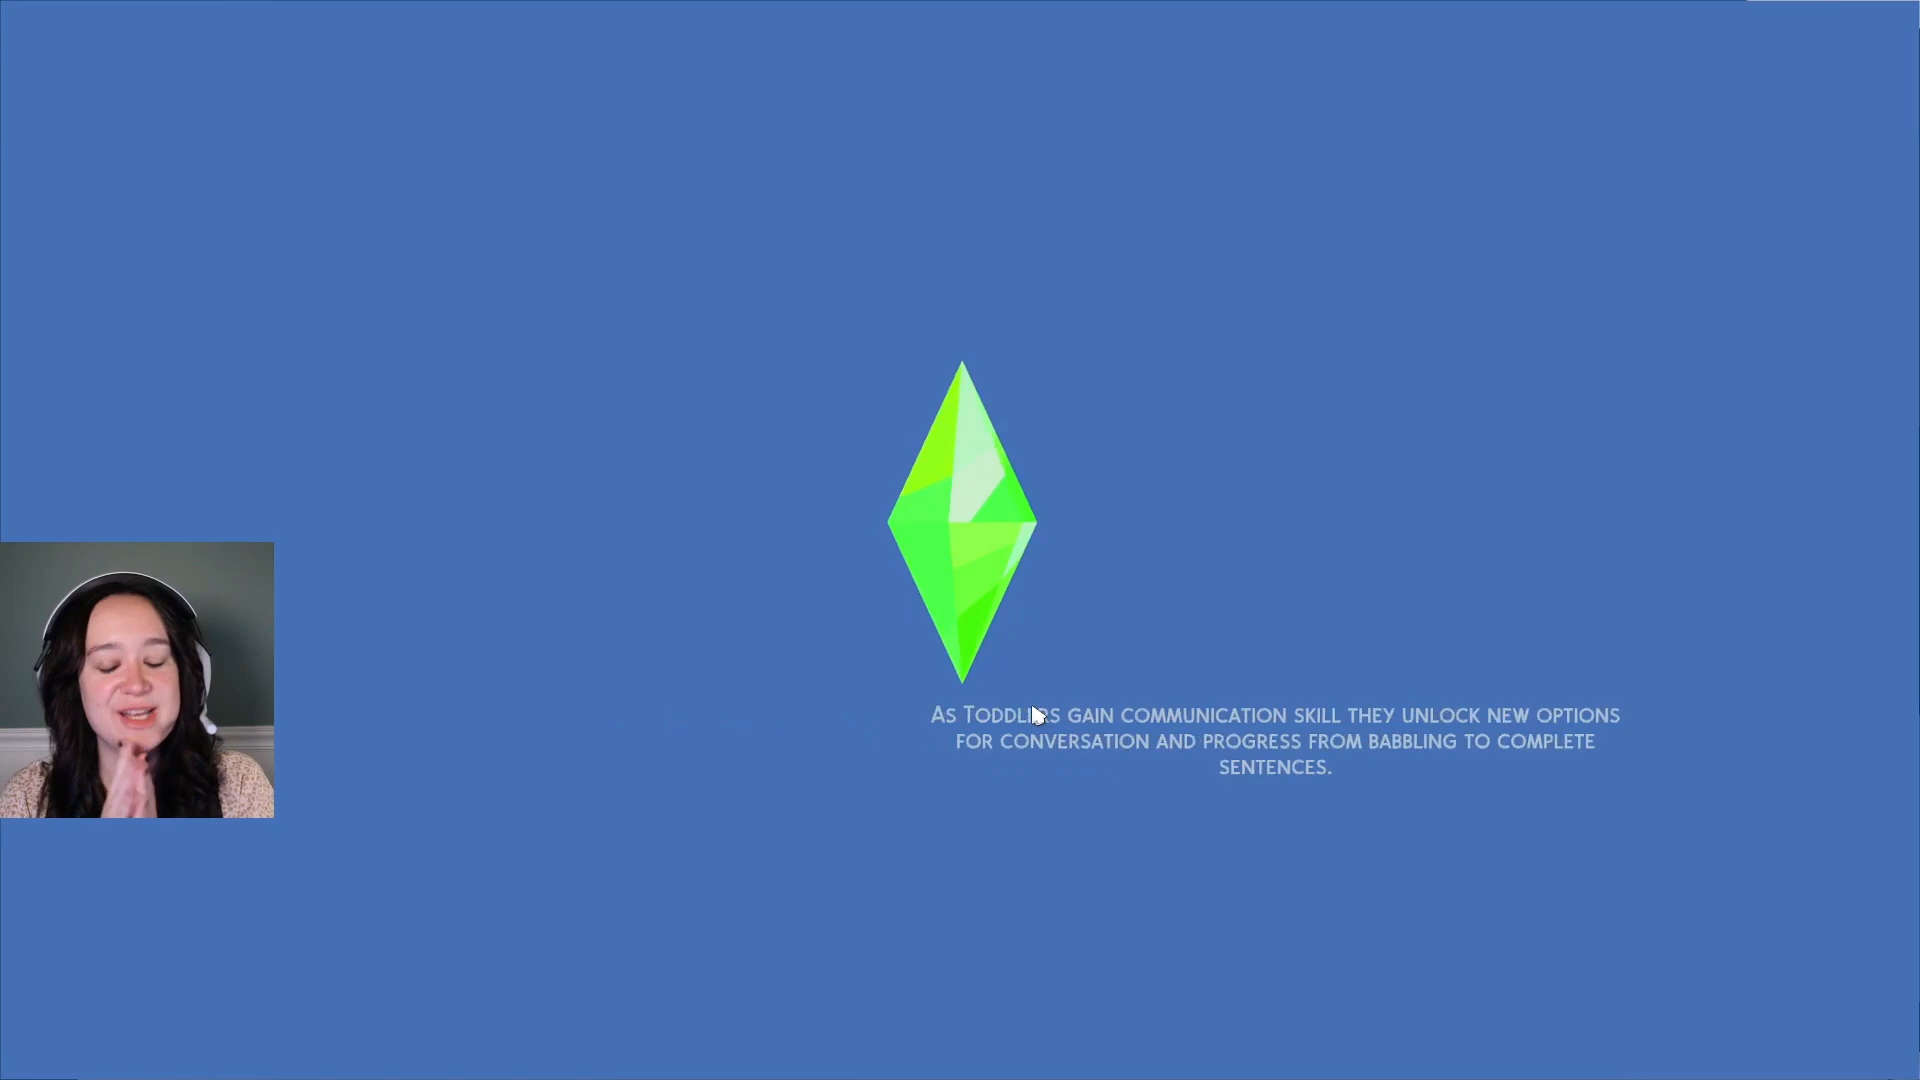 As Toddlers gain communication skill they unlock new options
for conversation and progress from babbling to complete
sentences.